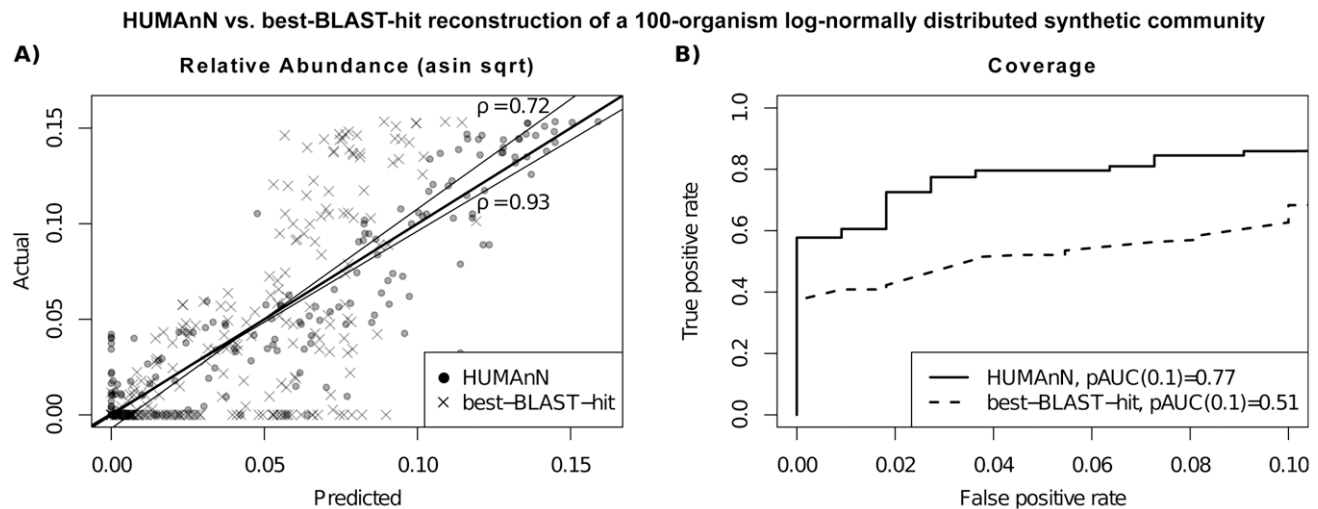 HUMAnN vs. best-BLAST-hit reconstruction of a 100-organism log-normally distributed synthetic community
A)
Relative Abundance (asin sqrt)
Actual
0.15
0.10
0.05
0.00
ρ=0.72
ρ=0.93
HUMAnN
best−BLAST−hit
0.00 0.05 0.10 0.15
Predicted
B)
Coverage
True positive rate
1.0
0.8
0.6
0.4
0.2
0.0
HUMAnN, pAUC(0.1)=0.77
best−BLAST−hit, pAUC(0.1)=0.51
0.00 0.02 0.04 0.06 0.08 0.10
False positive rate